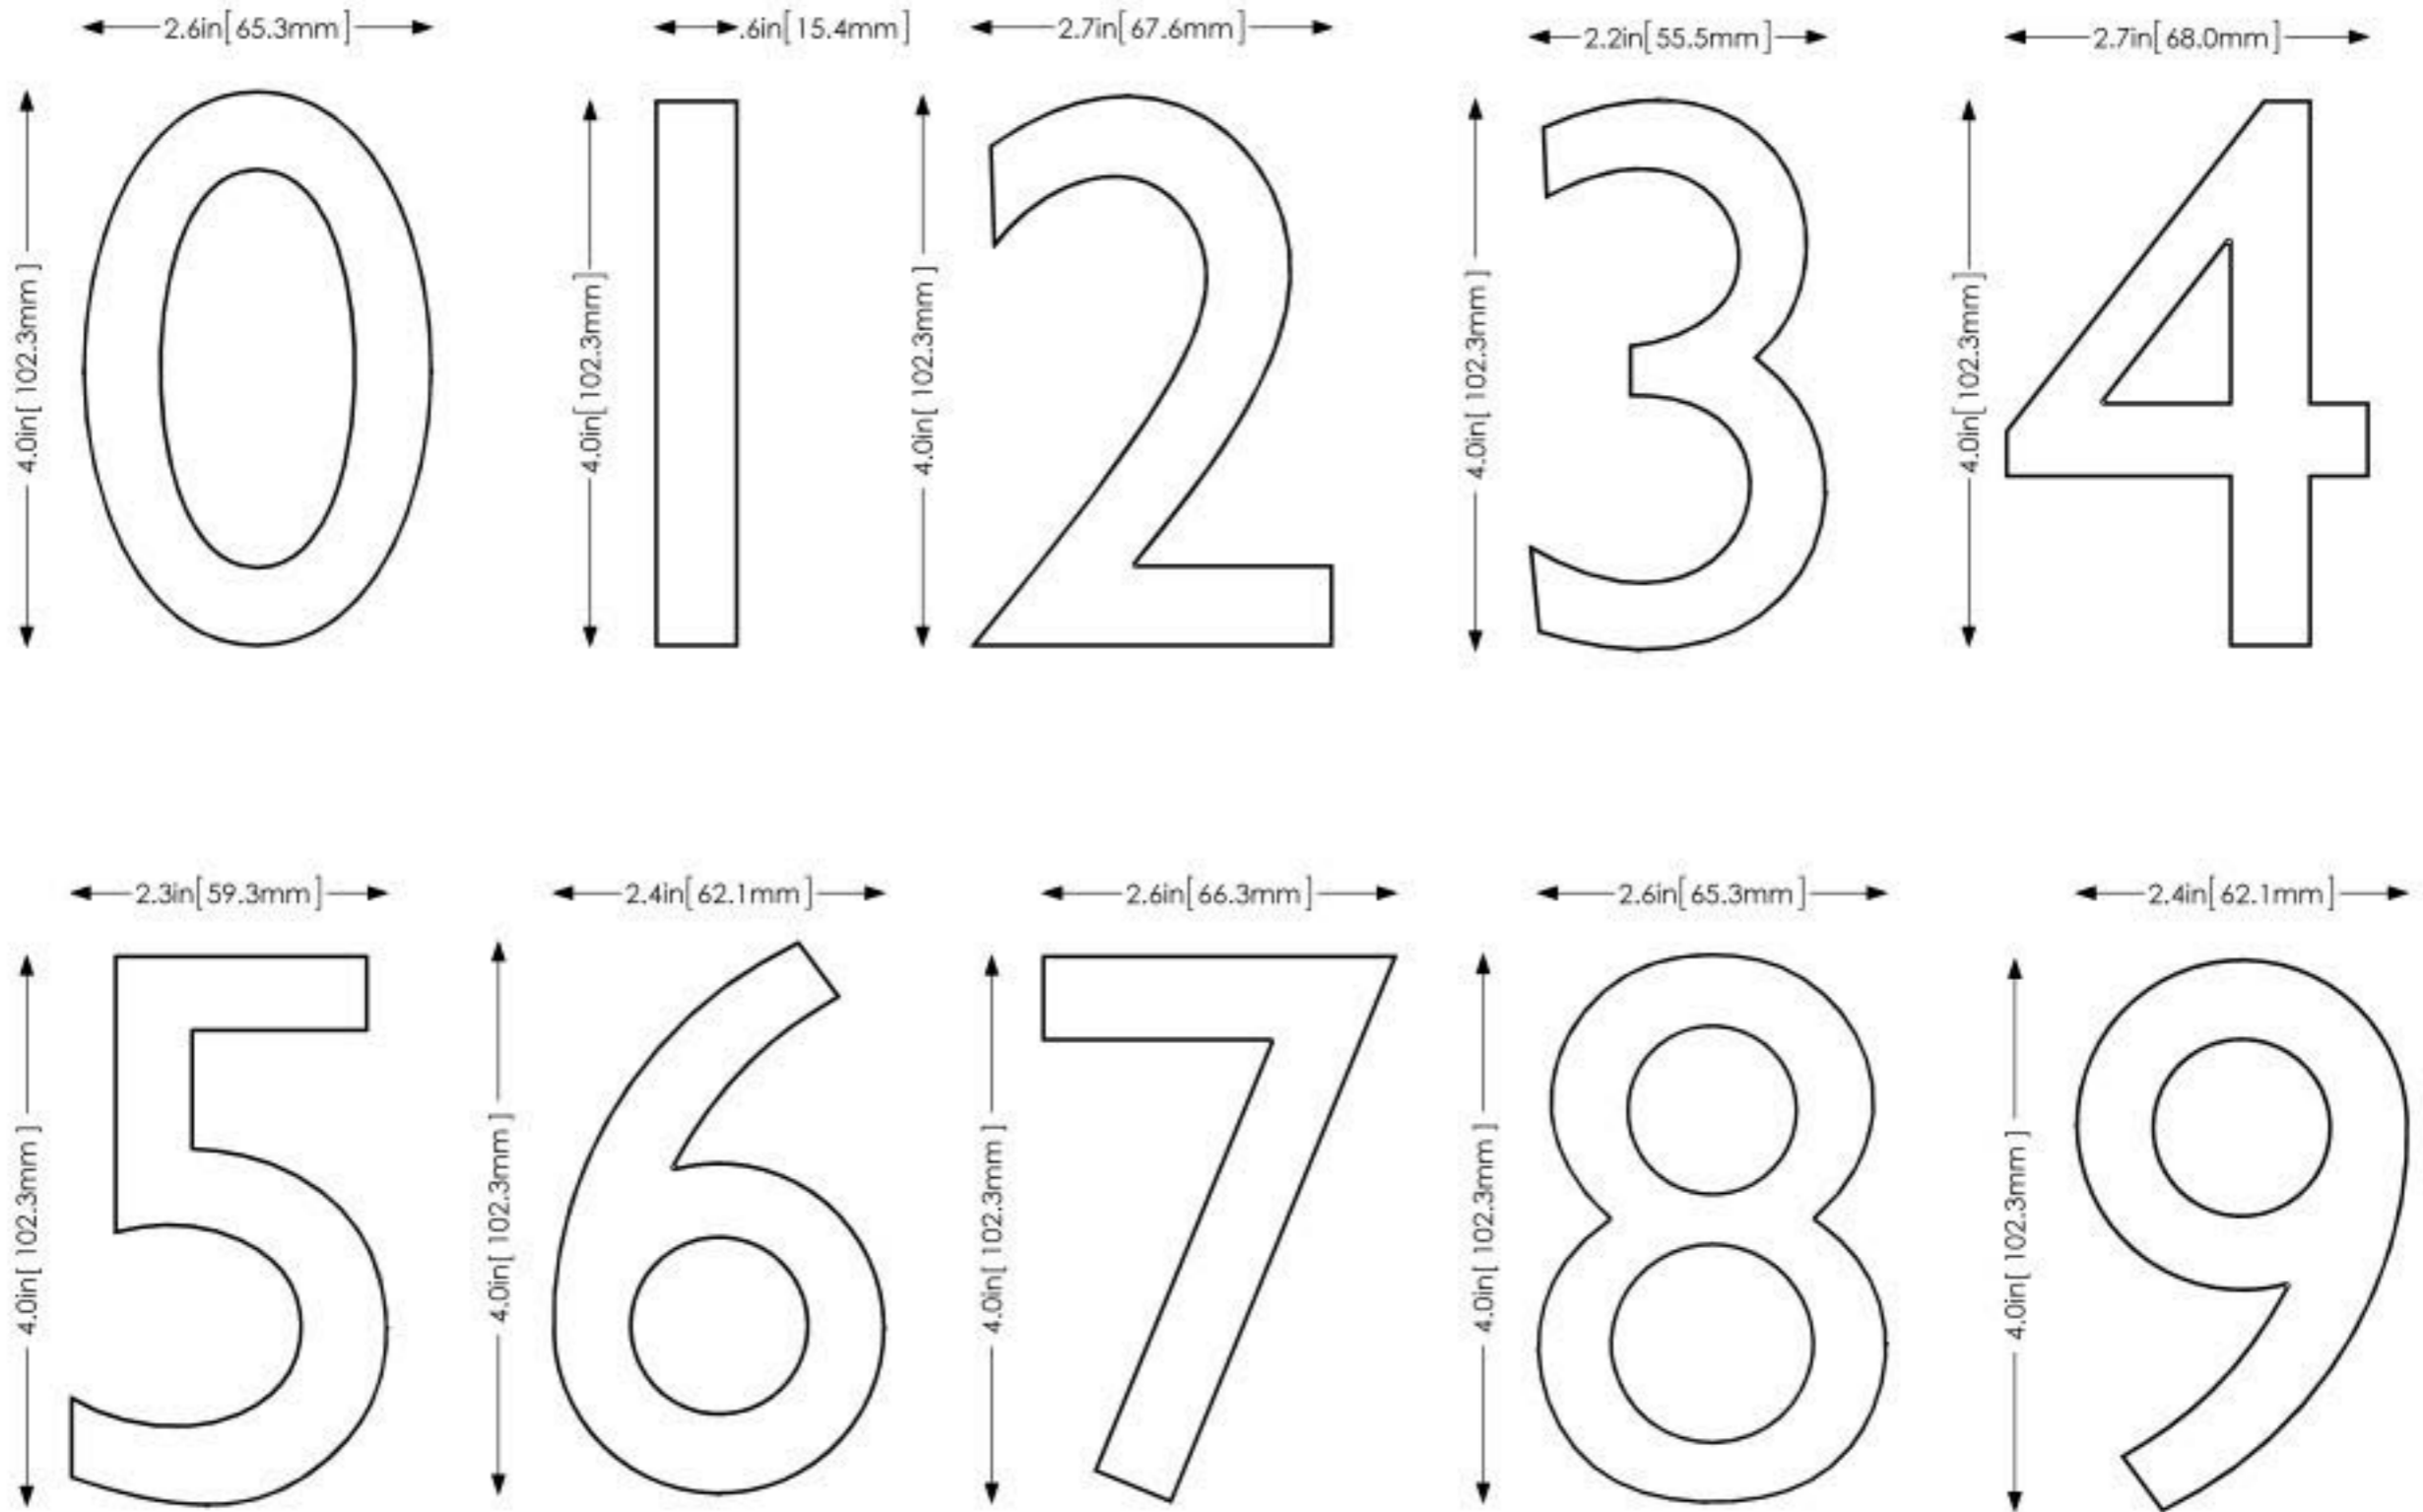 2.6in[65.3mm]
.6in[15.4mm]
2.7in[67.6mm]
2.2in[55.5mm]
2.7in[68.0mm]
4.0in[ 102.3mm ]
0
4.0in[ 102.3mm ]
1
4.0in[ 102.3mm ]
2
4.0in[ 102.3mm ]
3
4.0in[ 102.3mm ]
4
2.3in[59.3mm]
2.4in[62.1mm]
2.6in[66.3mm]
2.6in[65.3mm]
2.4in[62.1mm]
4.0in[ 102.3mm ]
5
4.0in[ 102.3mm ]
6
4.0in[ 102.3mm ]
7
4.0in[ 102.3mm ]
8
4.0in[ 102.3mm ]
9